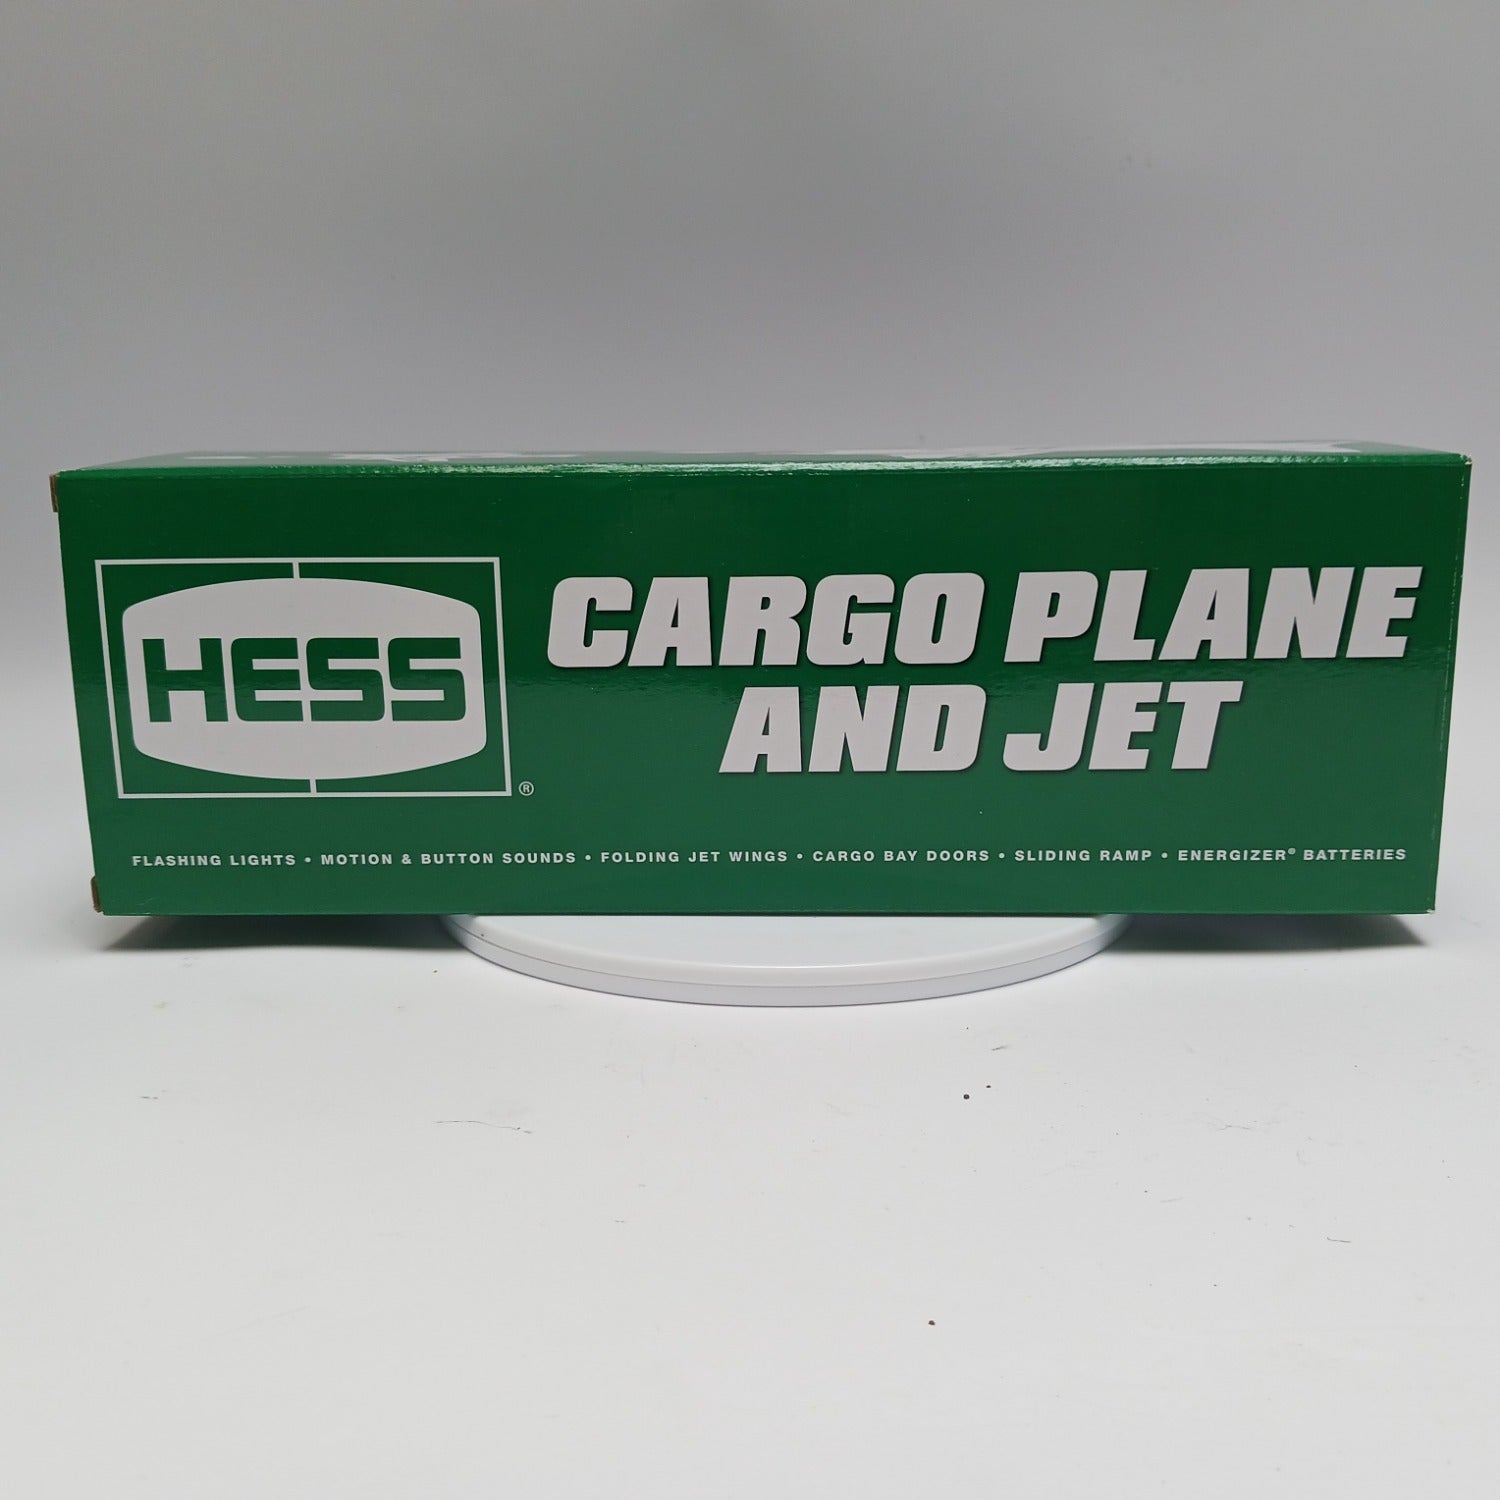 HESS
®
CARGO PLANE
AND JET
FLASHING LIGHTS • MOTION & BUTTON SOUNDS • FOLDING JET WINGS • CARGO BAY DOORS • SLIDING RAMP • ENERGIZER® BATTERIES